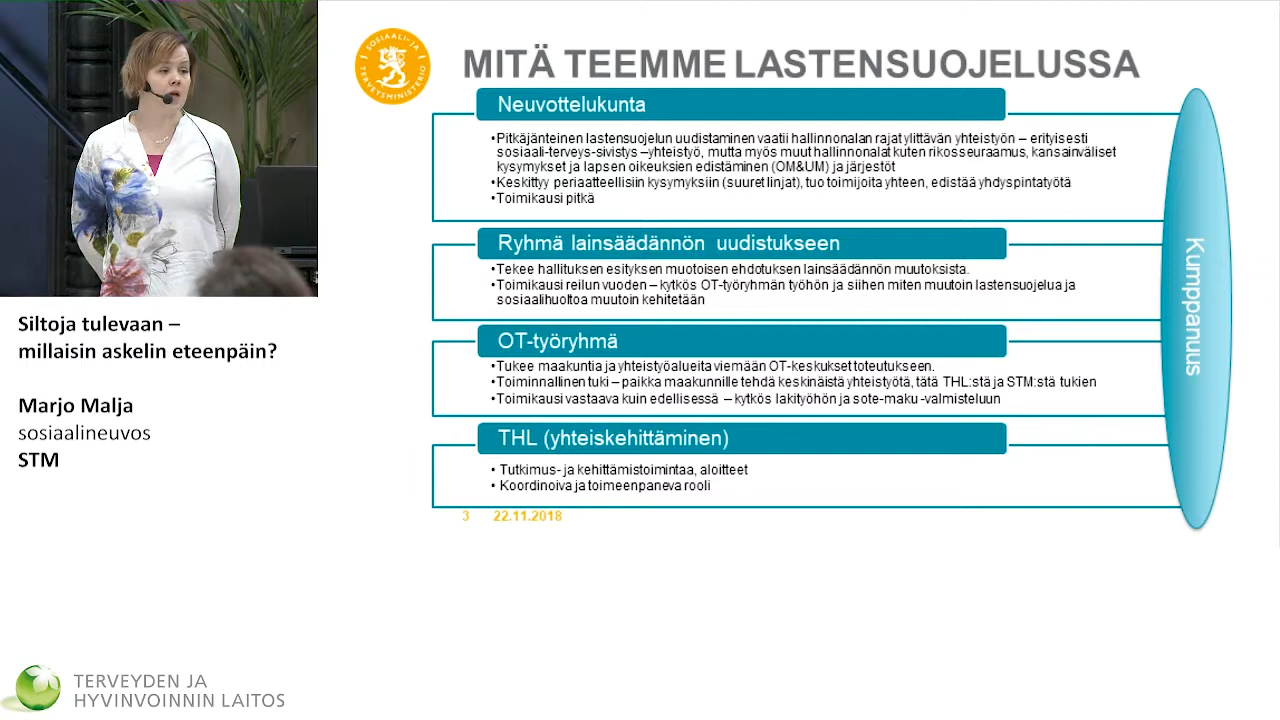 SOSIAALI- JA TERVEYSMINISTERIÖ
MITÄ TEEMME LASTENSUOJELUSSA
Neuvottelukunta
•Pitkäjänteinen lastensuojelun uudistaminen vaatii hallinnonalan rajat ylittävän yhteistyön – erityisesti
sosiaali-terveys-sivistys –yhteistyö, mutta myös muut hallinnonalat kuten rikosseuraamus, kansainväliset
kysymykset ja lapsen oikeuksien edistäminen (OM&UM) ja järjestöt
•Keskittyy periaatteellisiin kysymyksiin (suuret linjat), tuo toimijoita yhteen, edistää yhdyspintatyötä
•Toimikausi pitkä
Ryhmä lainsäädännön uudistukseen
•Tekee hallituksen esityksen muotoisen ehdotuksen lainsäädännön muutoksista.
•Toimikausi reilun vuoden – kytkös OT-työryhmän työhön ja siihen miten muutoin lastensuojelua ja
sosiaalihuoltoa muutoin kehitetään
OT-työryhmä
•Tukee maakuntia ja yhteistyöalueita viemään OT-keskukset toteutukseen.
•Toiminnallinen tuki – paikka maakunnille tehdä keskinäistä yhteistyötä, tätä THL:stä ja STM:stä tukien
•Toimikausi vastaava kuin edellisessä – kytkös lakityöhön ja sote-maku -valmisteluun
THL (yhteiskehittäminen)
• Tutkimus- ja kehittämistoimintaa, aloitteet
• Koordinoiva ja toimeenpaneva rooli
3 22.11.2018
Kumppanuus
Siltoja tulevaan –
millaisin askelin eteenpäin?
Marjo Malja
sosiaalineuvos
STM
TERVEYDEN JA
HYVINVOINNIN LAITOS